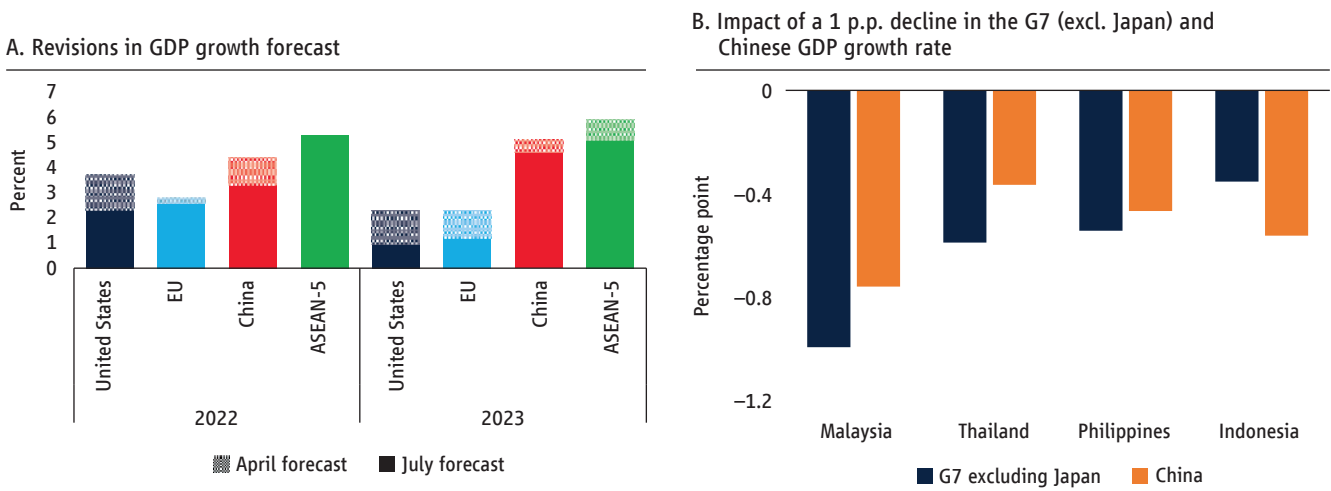 A. Revisions in GDP growth forecast
Percent
7
6
5
4
3
2
1
0
United States
EU
China
ASEAN-5
United States
EU
China
ASEAN-5
2022
2023
April forecast
July forecast
B. Impact of a 1 p.p. decline in the G7 (excl. Japan) and
Chinese GDP growth rate
Percentage point
0
−0.4
−0.8
−1.2
Malaysia
Thailand
Philippines
Indonesia
G7 excluding Japan
China